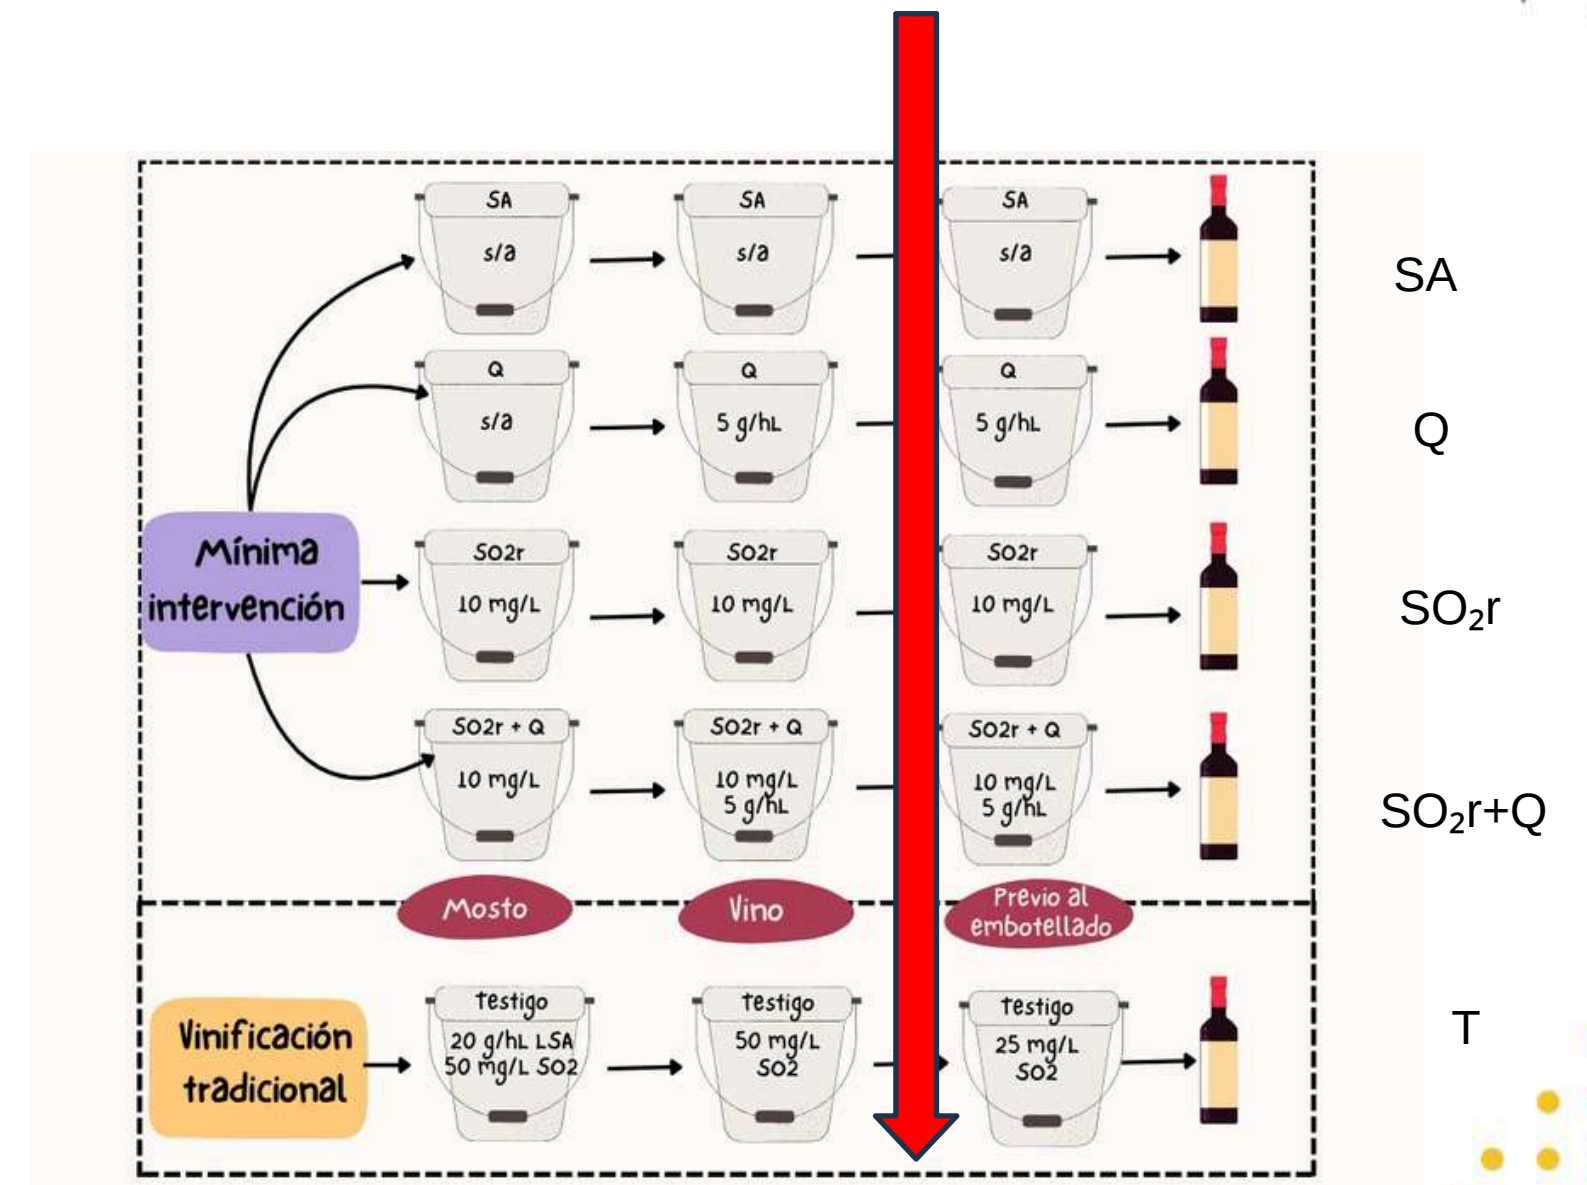 SA
s/a
SA
s/a
SA
s/a
SA
Q
s/a
Q
5 g/hL
Q
5 g/hL
Q
Mínima
intervención
SO2r
10 mg/L
SO2r
10 mg/L
SO2r
10 mg/L
SO₂r
SO2r + Q
10 mg/L
SO2r + Q
10 mg/L
5 g/hL
SO2r + Q
10 mg/L
5 g/hL
SO₂r+Q
Mosto
Vino
Previo al
embotellado
Vinificación
tradicional
Testigo
20 g/hL LSA
50 mg/L SO2
Testigo
50 mg/L
SO2
Testigo
25 mg/L
SO2
T